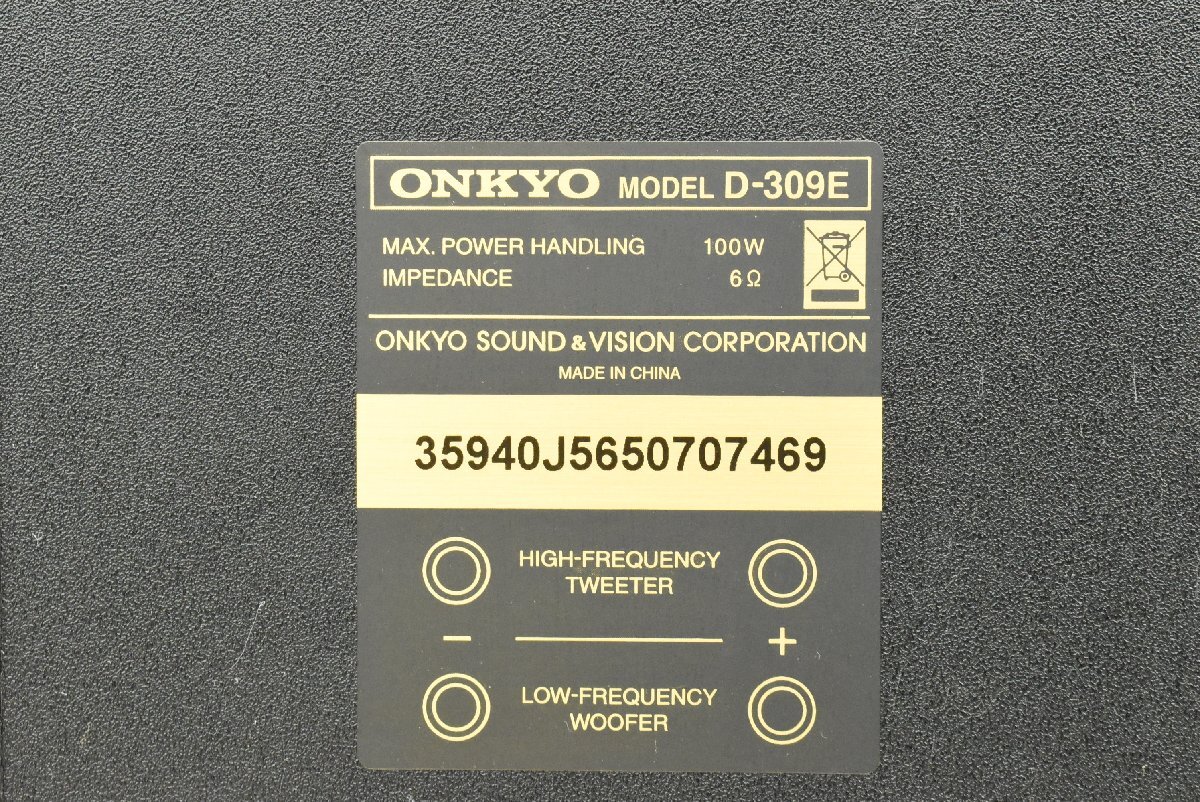 ONKYO MODEL D-309E
MAX. POWER HANDLING 100W
IMPEDANCE 6Ω
ONKYO SOUND & VISION CORPORATION
MADE IN CHINA
35940J5650707469
HIGH-FREQUENCY
TWEETER
− +
LOW-FREQUENCY
WOOFER